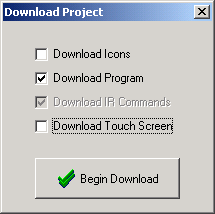 Download Project
Download Icons
Download Program
Download IR Commands
Download Touch Screen
Begin Download